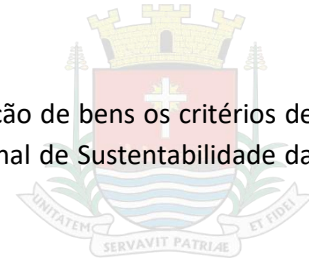 ção de bens os critérios de
nal de Sustentabilidade da
UNITATEM SERVAVIT PATRIAE ET FIDEI